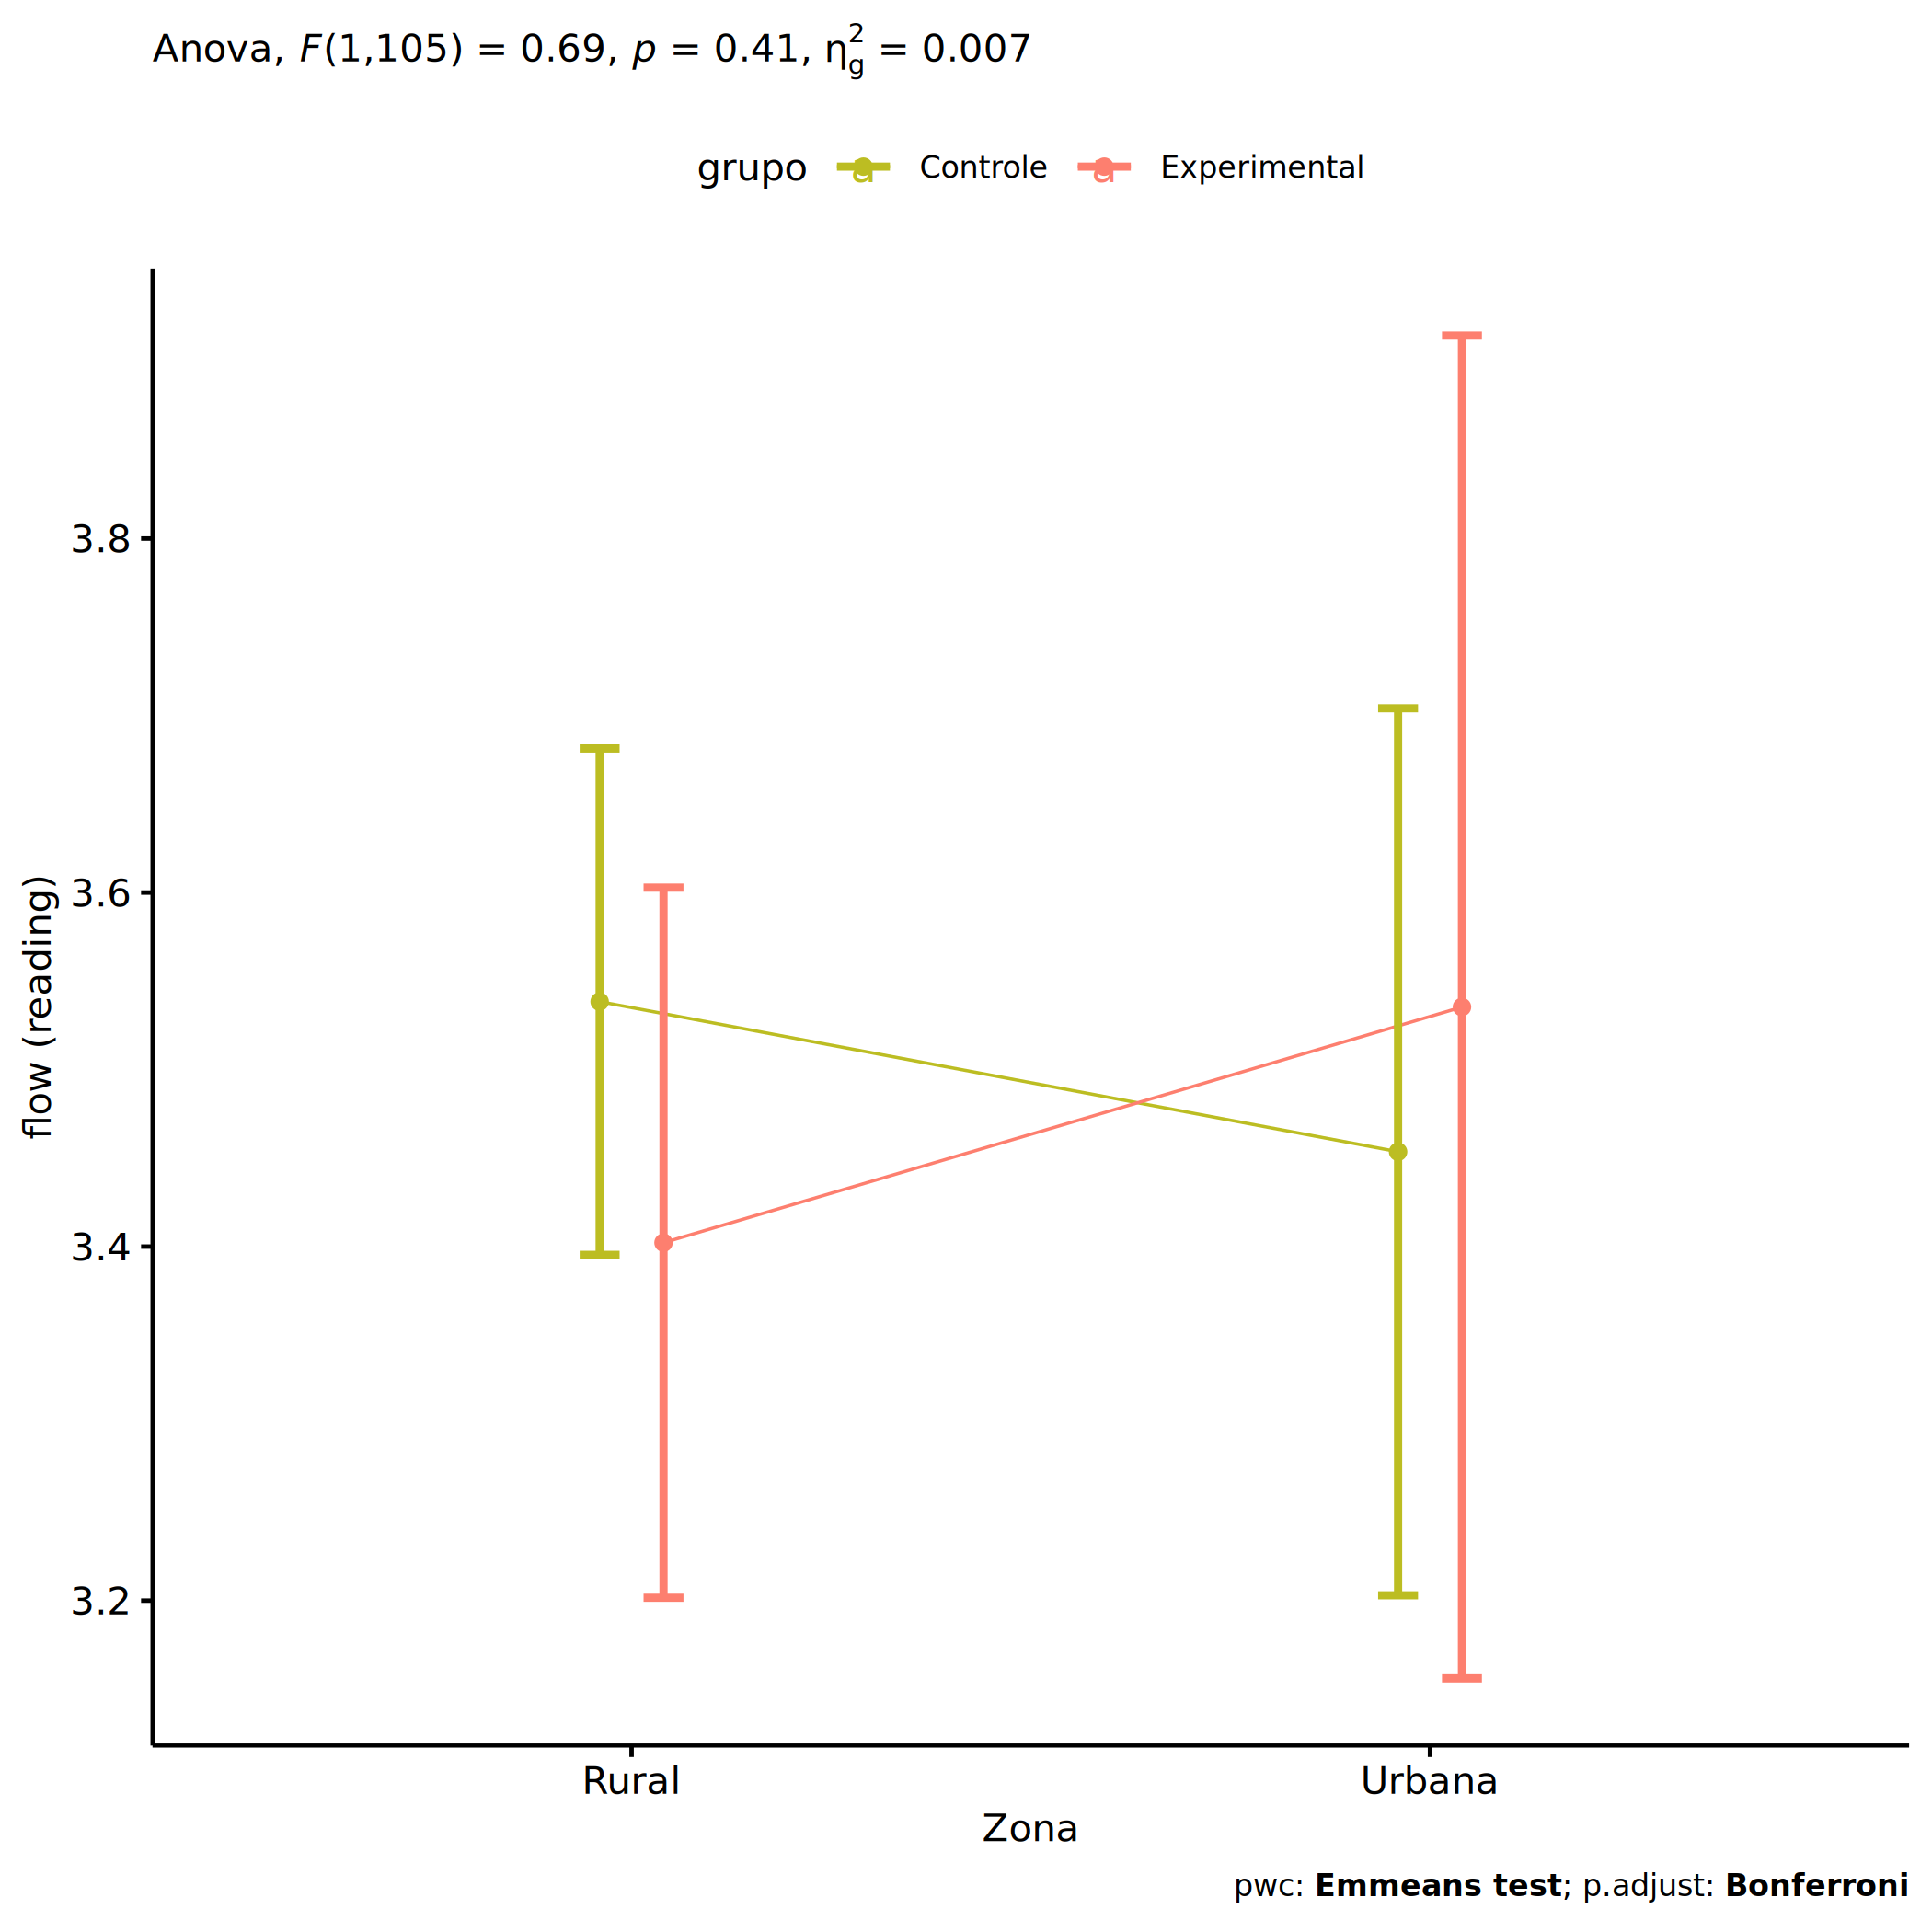 Anova, F(1,105) = 0.69, p = 0.41, η²g = 0.007
grupo a Controle a Experimental
3.8
3.6
3.4
3.2
flow (reading)
Rural Urbana
Zona
pwc: Emmeans test; p.adjust: Bonferroni